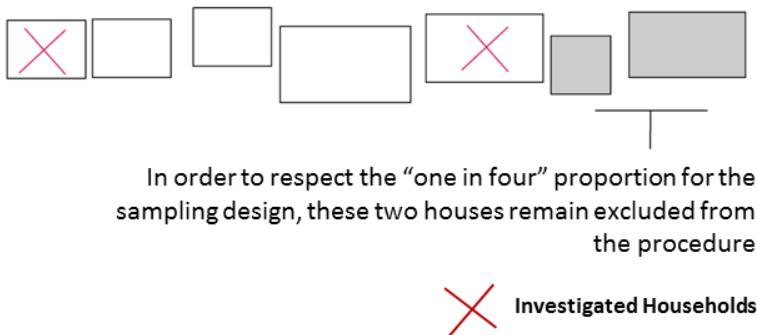 In order to respect the “one in four” proportion for the
sampling design, these two houses remain excluded from
the procedure
Investigated Households